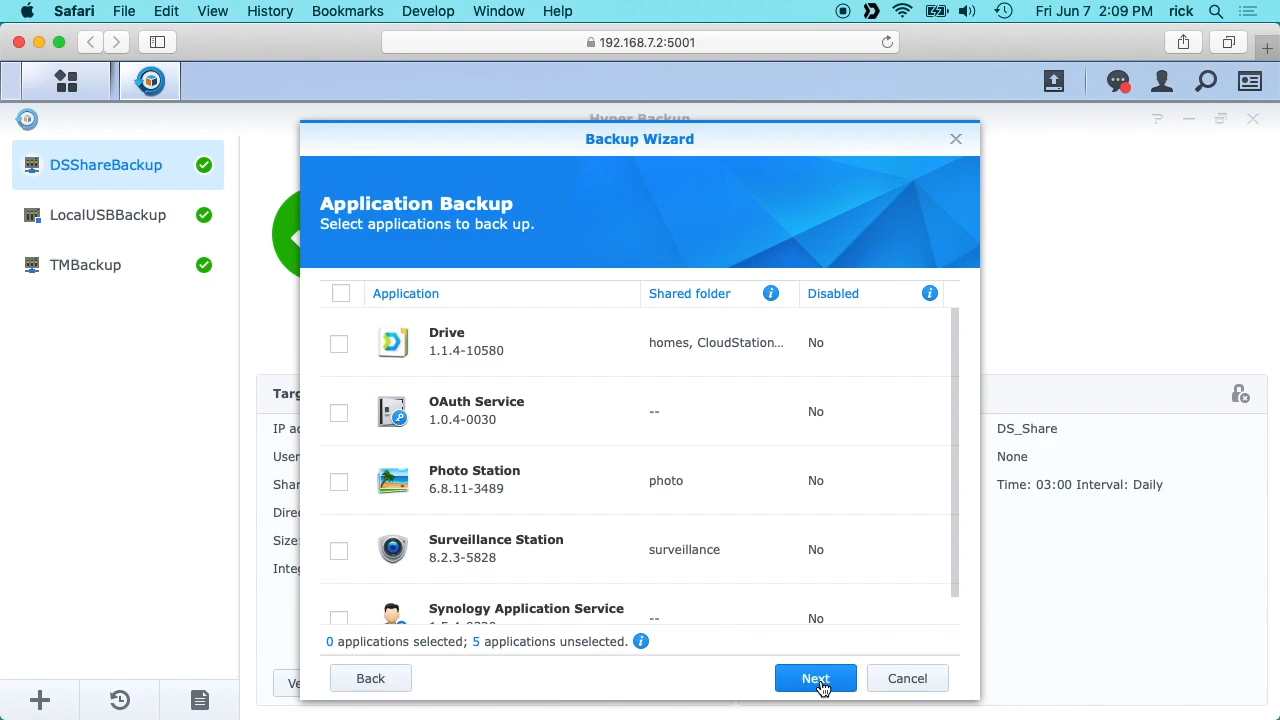 Safari File Edit View History Bookmarks Develop Window Help Fri Jun 7 2:09 PM rick
192.168.7.2:5001
Hyper Backup
Backup Wizard
DSShareBackup
LocalUSBBackup
TMBackup
Application Backup
Select applications to back up.
Application Shared folder Disabled
Drive
1.1.4-10580
homes, CloudStation... No
OAuth Service
1.0.4-0030
-- No
Photo Station
6.8.11-3489
photo No
Surveillance Station
8.2.3-5828
surveillance No
Synology Application Service
-- No
0 applications selected; 5 applications unselected.
Back Next Cancel
Targ
IP ad
User
Shar
Direc
Size:
Integ
Ve
DS_Share
None
Time: 03:00 Interval: Daily